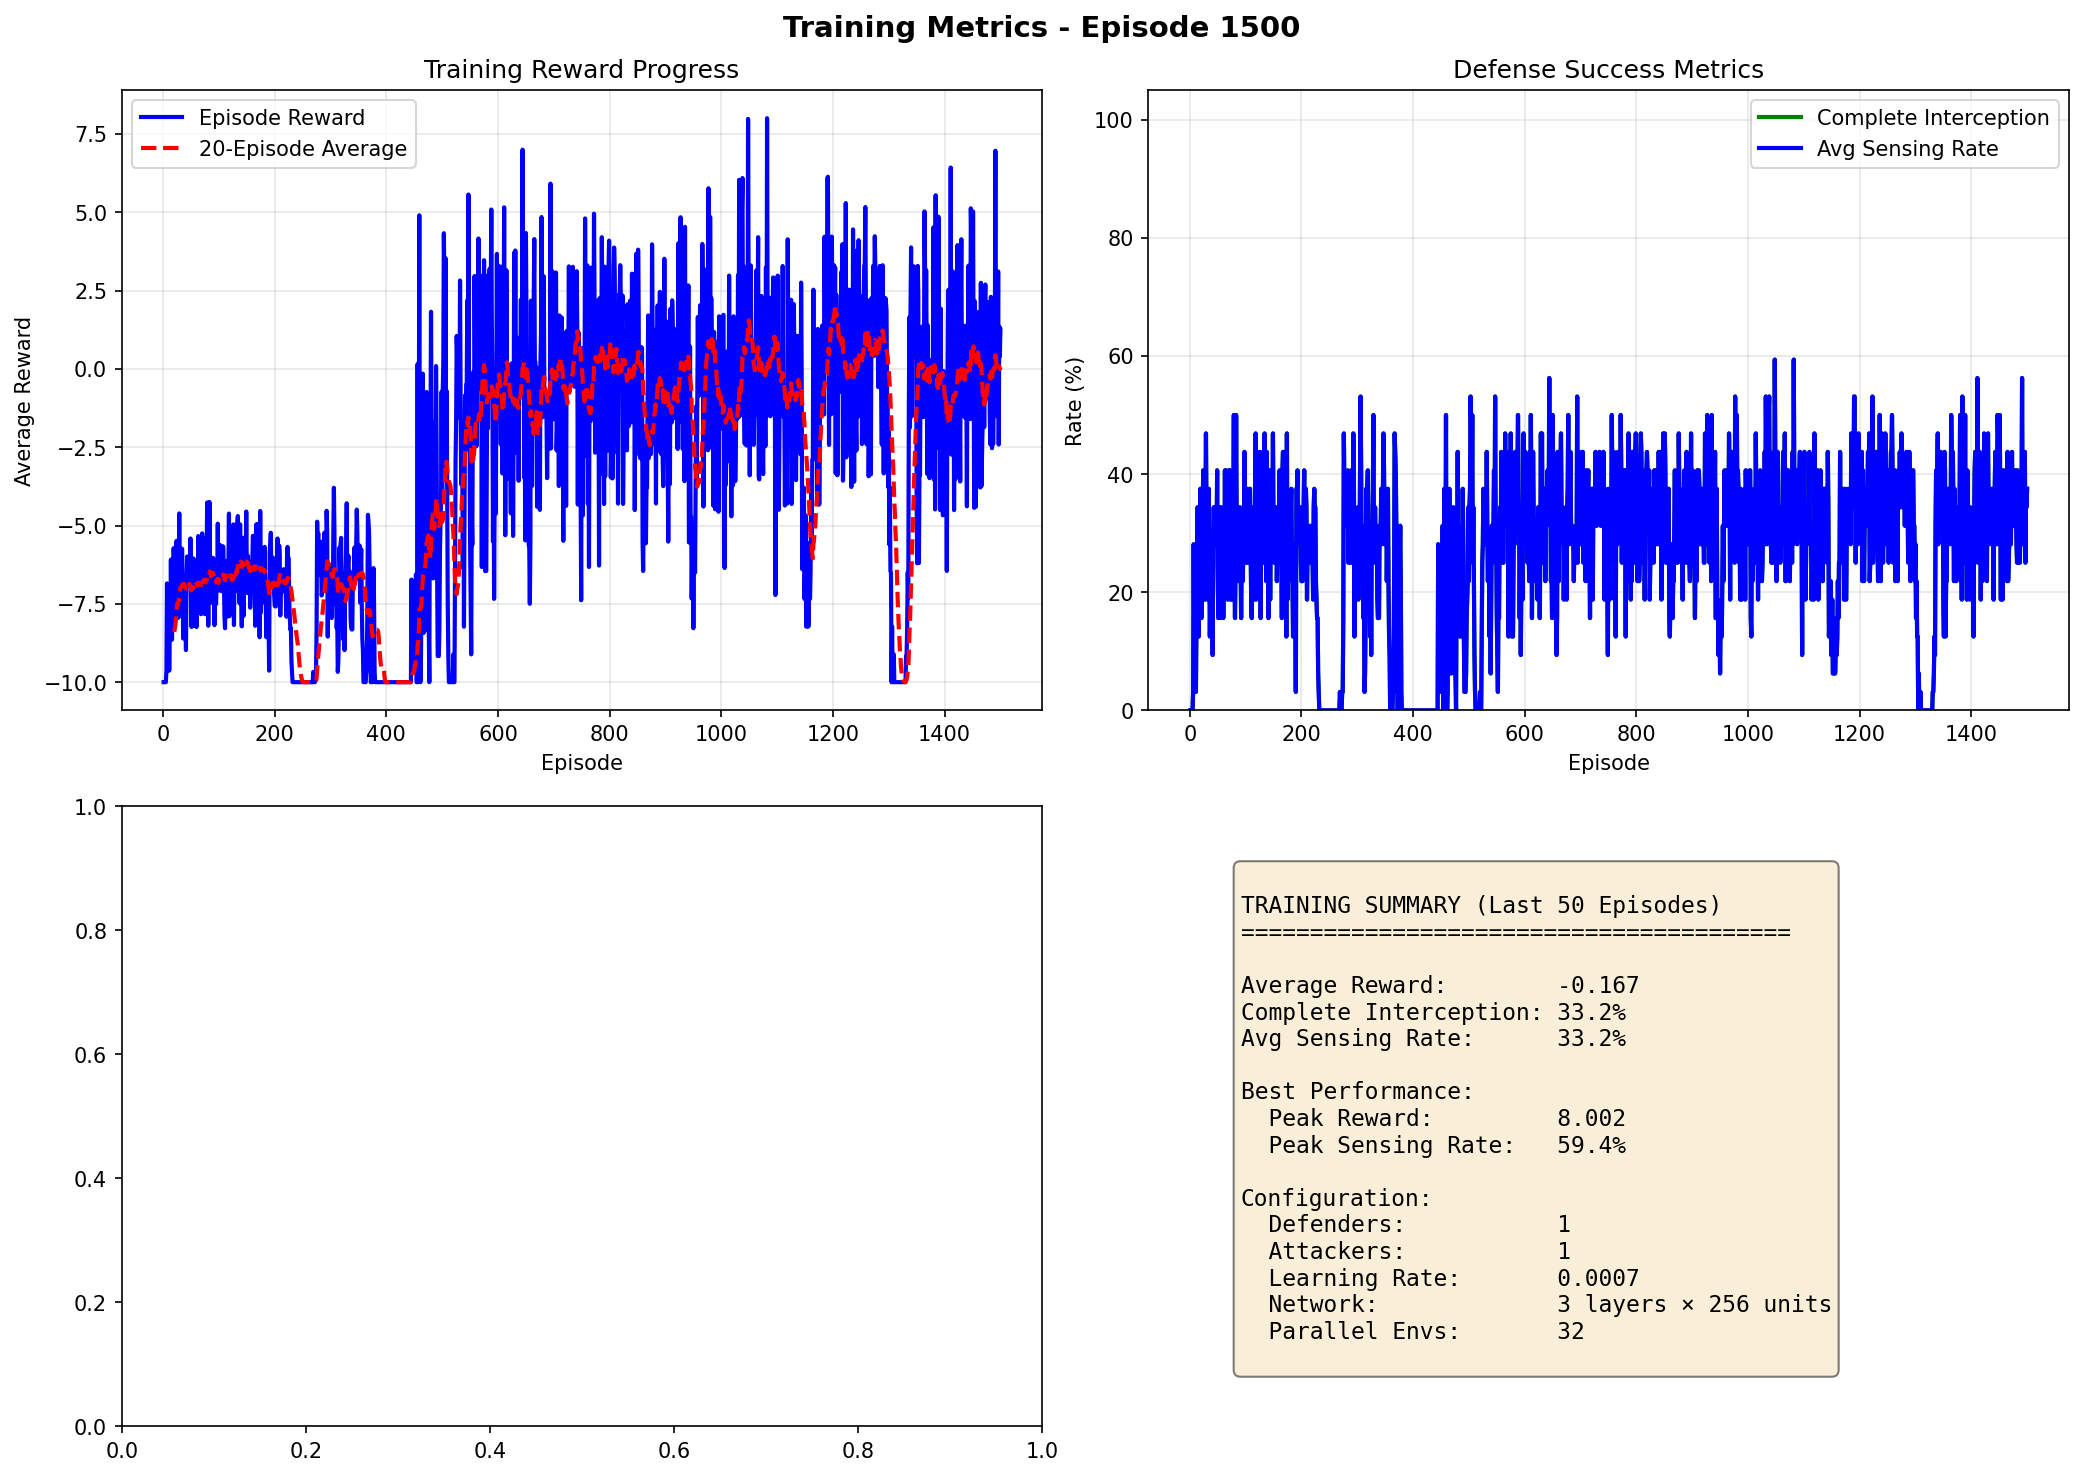 Training Metrics - Episode 1500
Training Reward Progress
Episode Reward
20-Episode Average
7.5
5.0
2.5
0.0
−2.5
−5.0
−7.5
−10.0
Average Reward
0 200 400 600 800 1000 1200 1400
Episode
Defense Success Metrics
Complete Interception
Avg Sensing Rate
100
80
60
40
20
0
Rate (%)
0 200 400 600 800 1000 1200 1400
Episode
1.0
0.8
0.6
0.4
0.2
0.0
0.0 0.2 0.4 0.6 0.8 1.0
TRAINING SUMMARY (Last 50 Episodes)
========================================
Average Reward: -0.167
Complete Interception: 33.2%
Avg Sensing Rate: 33.2%
Best Performance:
Peak Reward: 8.002
Peak Sensing Rate: 59.4%
Configuration:
Defenders: 1
Attackers: 1
Learning Rate: 0.0007
Network: 3 layers × 256 units
Parallel Envs: 32